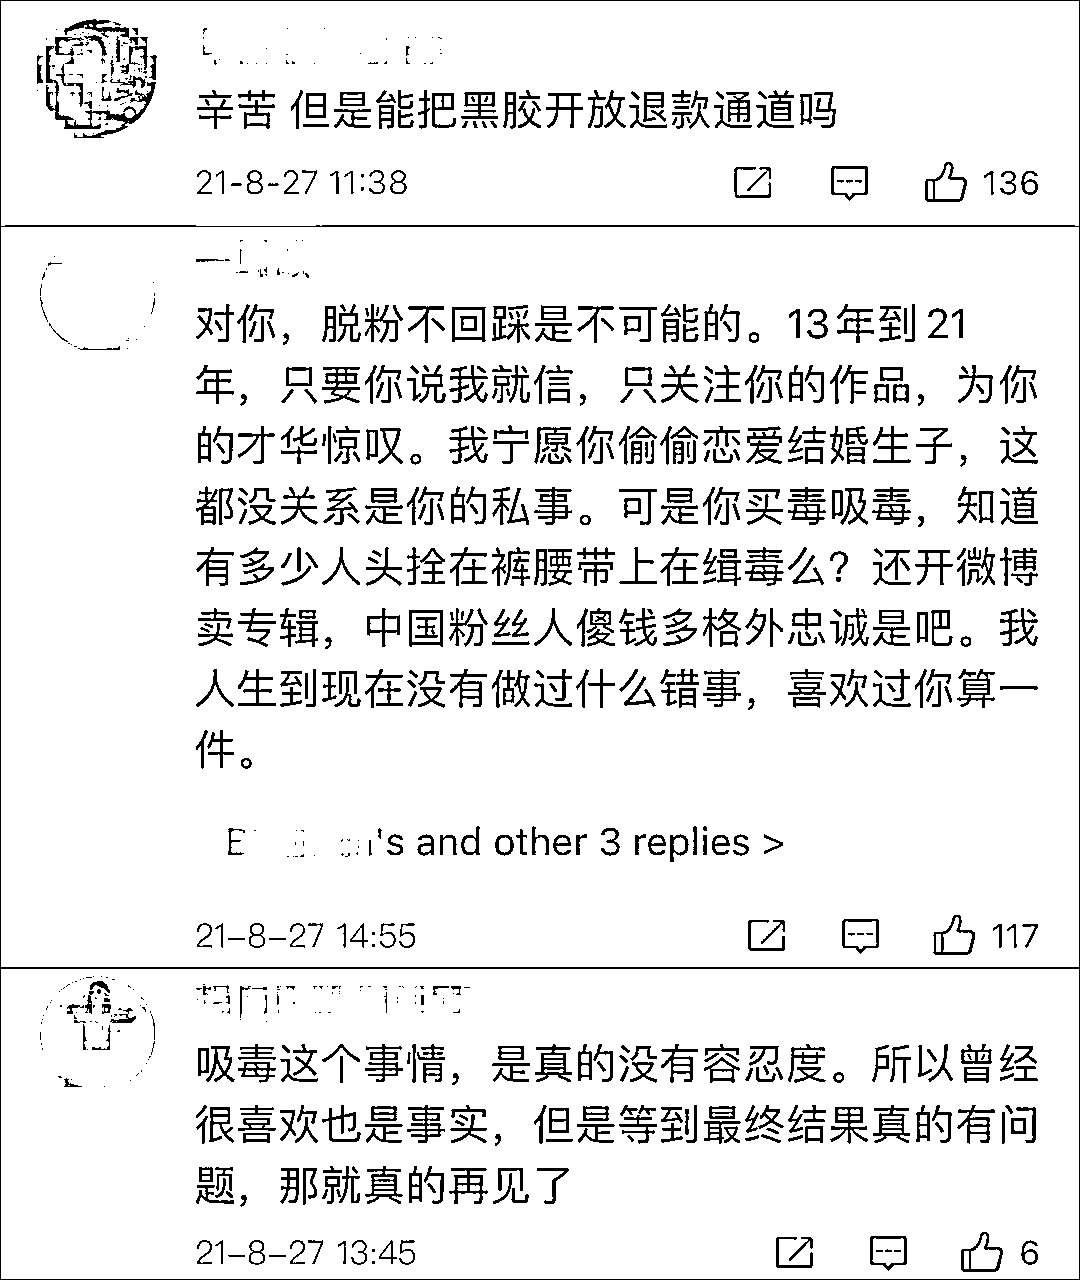 辛苦 但是能把黑胶开放退款通道吗
21-8-27 11:38
136
对你，脱粉不回踩是不可能的。13年到21
年，只要你说我就信，只关注你的作品，为你
的才华惊叹。我宁愿你偷偷恋爱结婚生子，这
都没关系是你的私事。可是你买毒吸毒，知道
有多少人头拴在裤腰带上在缉毒么？还开微博
卖专辑，中国粉丝人傻钱多格外忠诚是吧。我
人生到现在没有做过什么错事，喜欢过你算一
件。
's and other 3 replies >
21-8-27 14:55
117
吸毒这个事情，是真的没有容忍度。所以曾经
很喜欢也是事实，但是等到最终结果真的有问
题，那就真的再见了
21-8-27 13:45
6